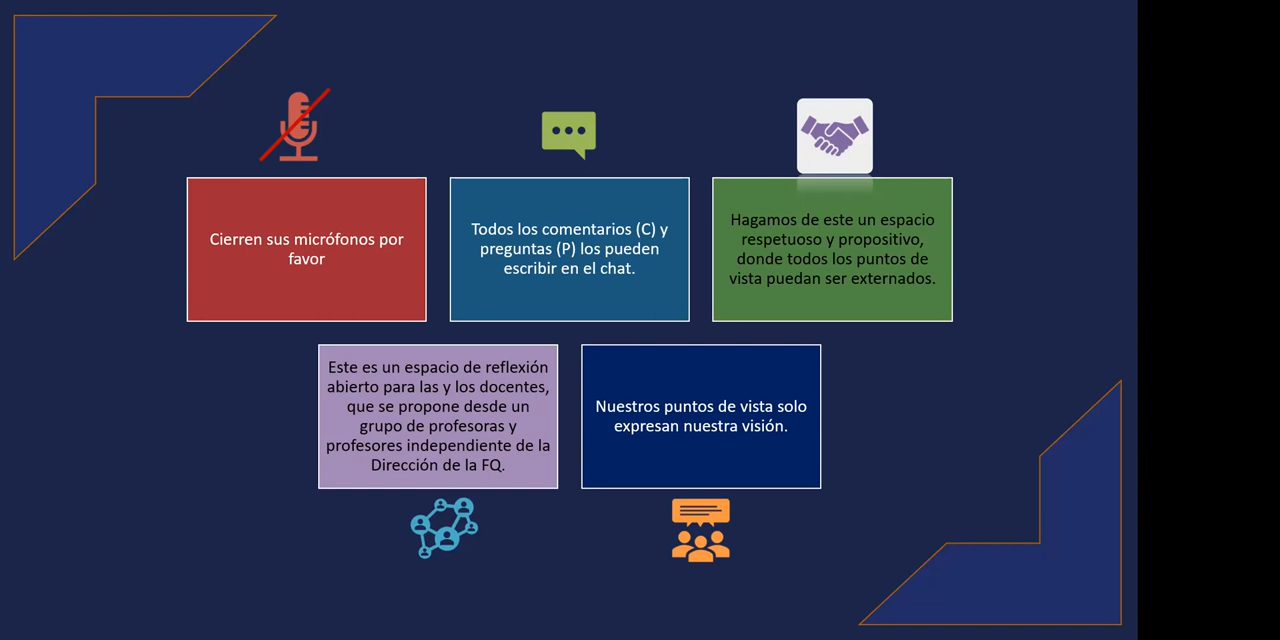 Cierren sus micrófonos por
favor
Todos los comentarios (C) y
preguntas (P) los pueden
escribir en el chat.
Hagamos de este un espacio
respetuoso y propositivo,
donde todos los puntos de
vista puedan ser externados.
Este es un espacio de reflexión
abierto para las y los docentes,
que se propone desde un
grupo de profesoras y
profesores independiente de la
Dirección de la FQ.
Nuestros puntos de vista solo
expresan nuestra visión.